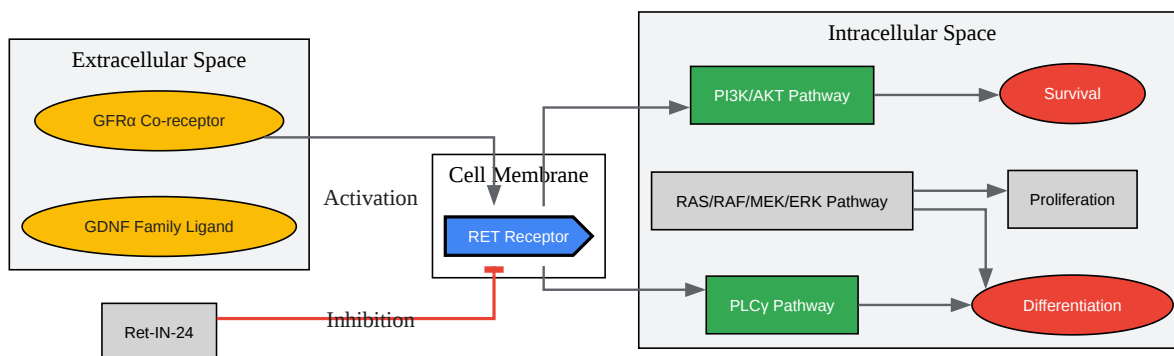 Extracellular Space
GFRα Co-receptor
GDNF Family Ligand
Ret-IN-24
Activation
Inhibition
Cell Membrane
RET Receptor
Intracellular Space
PI3K/AKT Pathway
Survival
RAS/RAF/MEK/ERK Pathway
Proliferation
PLCγ Pathway
Differentiation